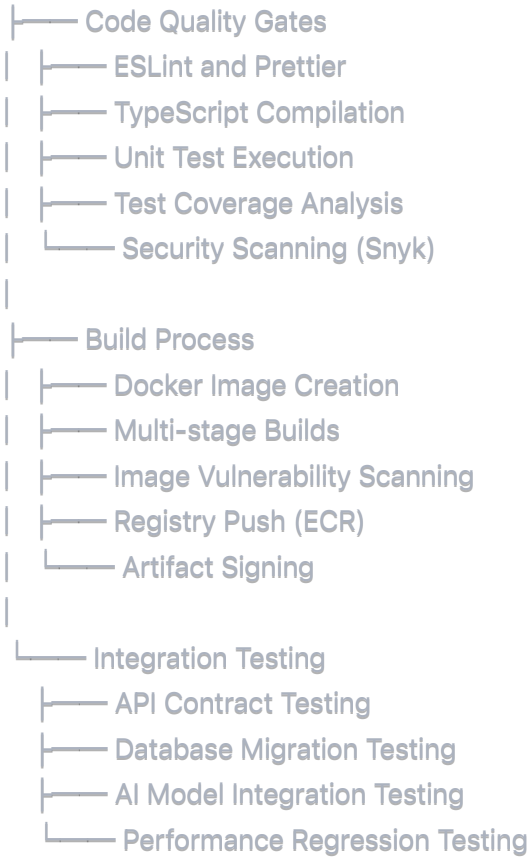 ├── Code Quality Gates
│   ├── ESLint and Prettier
│   ├── TypeScript Compilation
│   ├── Unit Test Execution
│   ├── Test Coverage Analysis
│   └── Security Scanning (Snyk)
│
├── Build Process
│   ├── Docker Image Creation
│   ├── Multi-stage Builds
│   ├── Image Vulnerability Scanning
│   ├── Registry Push (ECR)
│   └── Artifact Signing
│
└── Integration Testing
    ├── API Contract Testing
    ├── Database Migration Testing
    ├── AI Model Integration Testing
    └── Performance Regression Testing